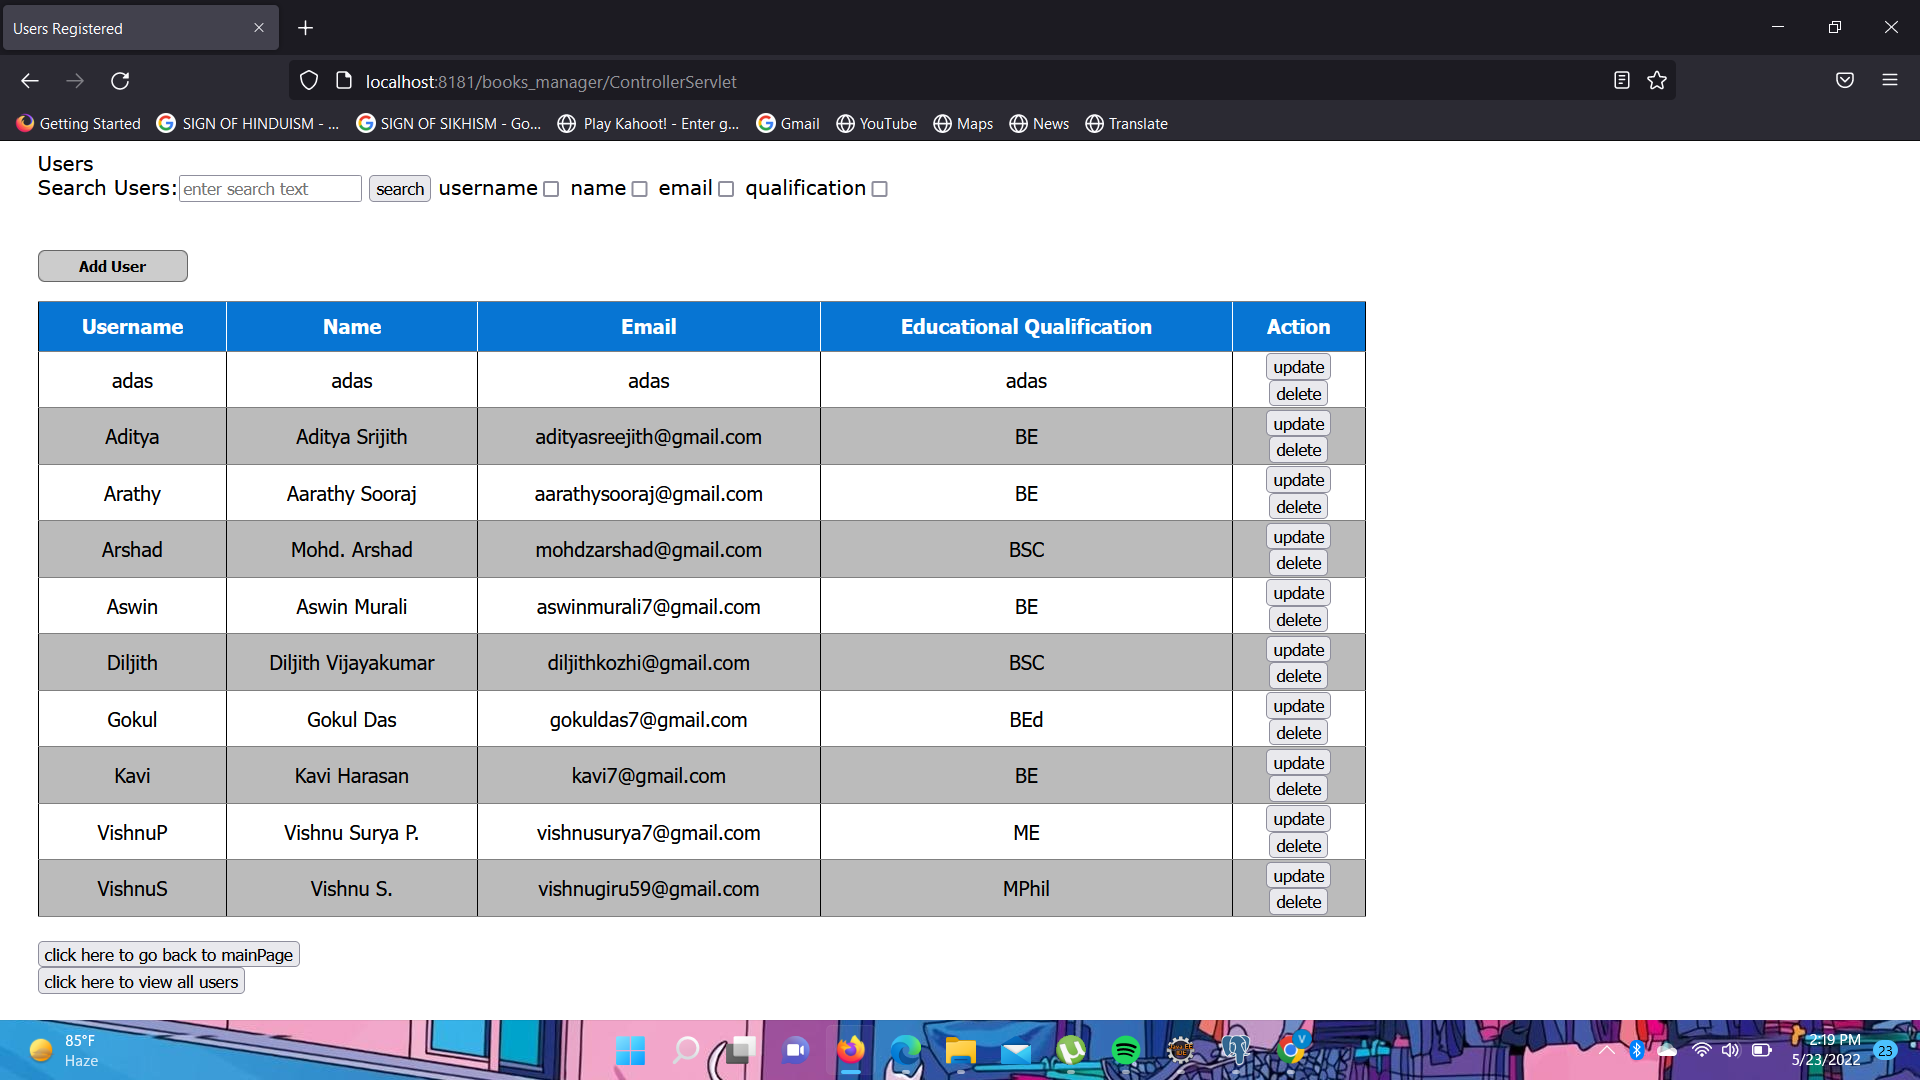 Users Registered
localhost:8181/books_manager/ControllerServlet
Getting Started SIGN OF HINDUISM - ... SIGN OF SIKHISM - Go... Play Kahoot! - Enter g... Gmail YouTube Maps News Translate
Users
Search Users: enter search text search username name email qualification
Add User
Username Name Email Educational Qualification Action
adas adas adas adas update
delete
Aditya Aditya Srijith adityasreejith@gmail.com BE update
delete
Arathy Aarathy Sooraj aarathysooraj@gmail.com BE update
delete
Arshad Mohd. Arshad mohdzarshad@gmail.com BSC update
delete
Aswin Aswin Murali aswinmurali7@gmail.com BE update
delete
Diljith Diljith Vijayakumar diljithkozhi@gmail.com BSC update
delete
Gokul Gokul Das gokuldas7@gmail.com BEd update
delete
Kavi Kavi Harasan kavi7@gmail.com BE update
delete
VishnuP Vishnu Surya P. vishnusurya7@gmail.com ME update
delete
VishnuS Vishnu S. vishnugiru59@gmail.com MPhil update
delete
click here to go back to mainPage
click here to view all users
85°F
Haze
2:19 PM
5/23/2022
23